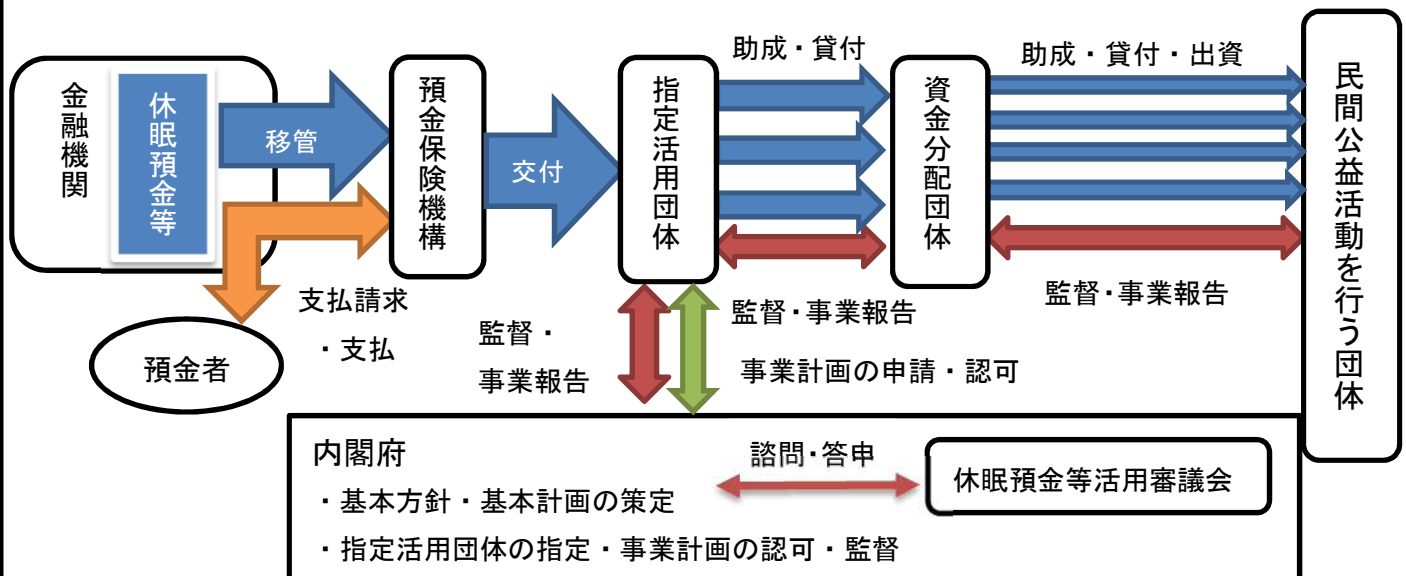 金融機関
休眠預金等
移管
預金保険機構
交付
指定活用団体
助成・貸付
資金分配団体
助成・貸付・出資
民間公益活動を行う団体
支払請求
・支払
預金者
監督・
事業報告
監督・事業報告
事業計画の申請・認可
監督・事業報告
内閣府
・基本方針・基本計画の策定
・指定活用団体の指定・事業計画の認可・監督
諮問・答申
休眠預金等活用審議会